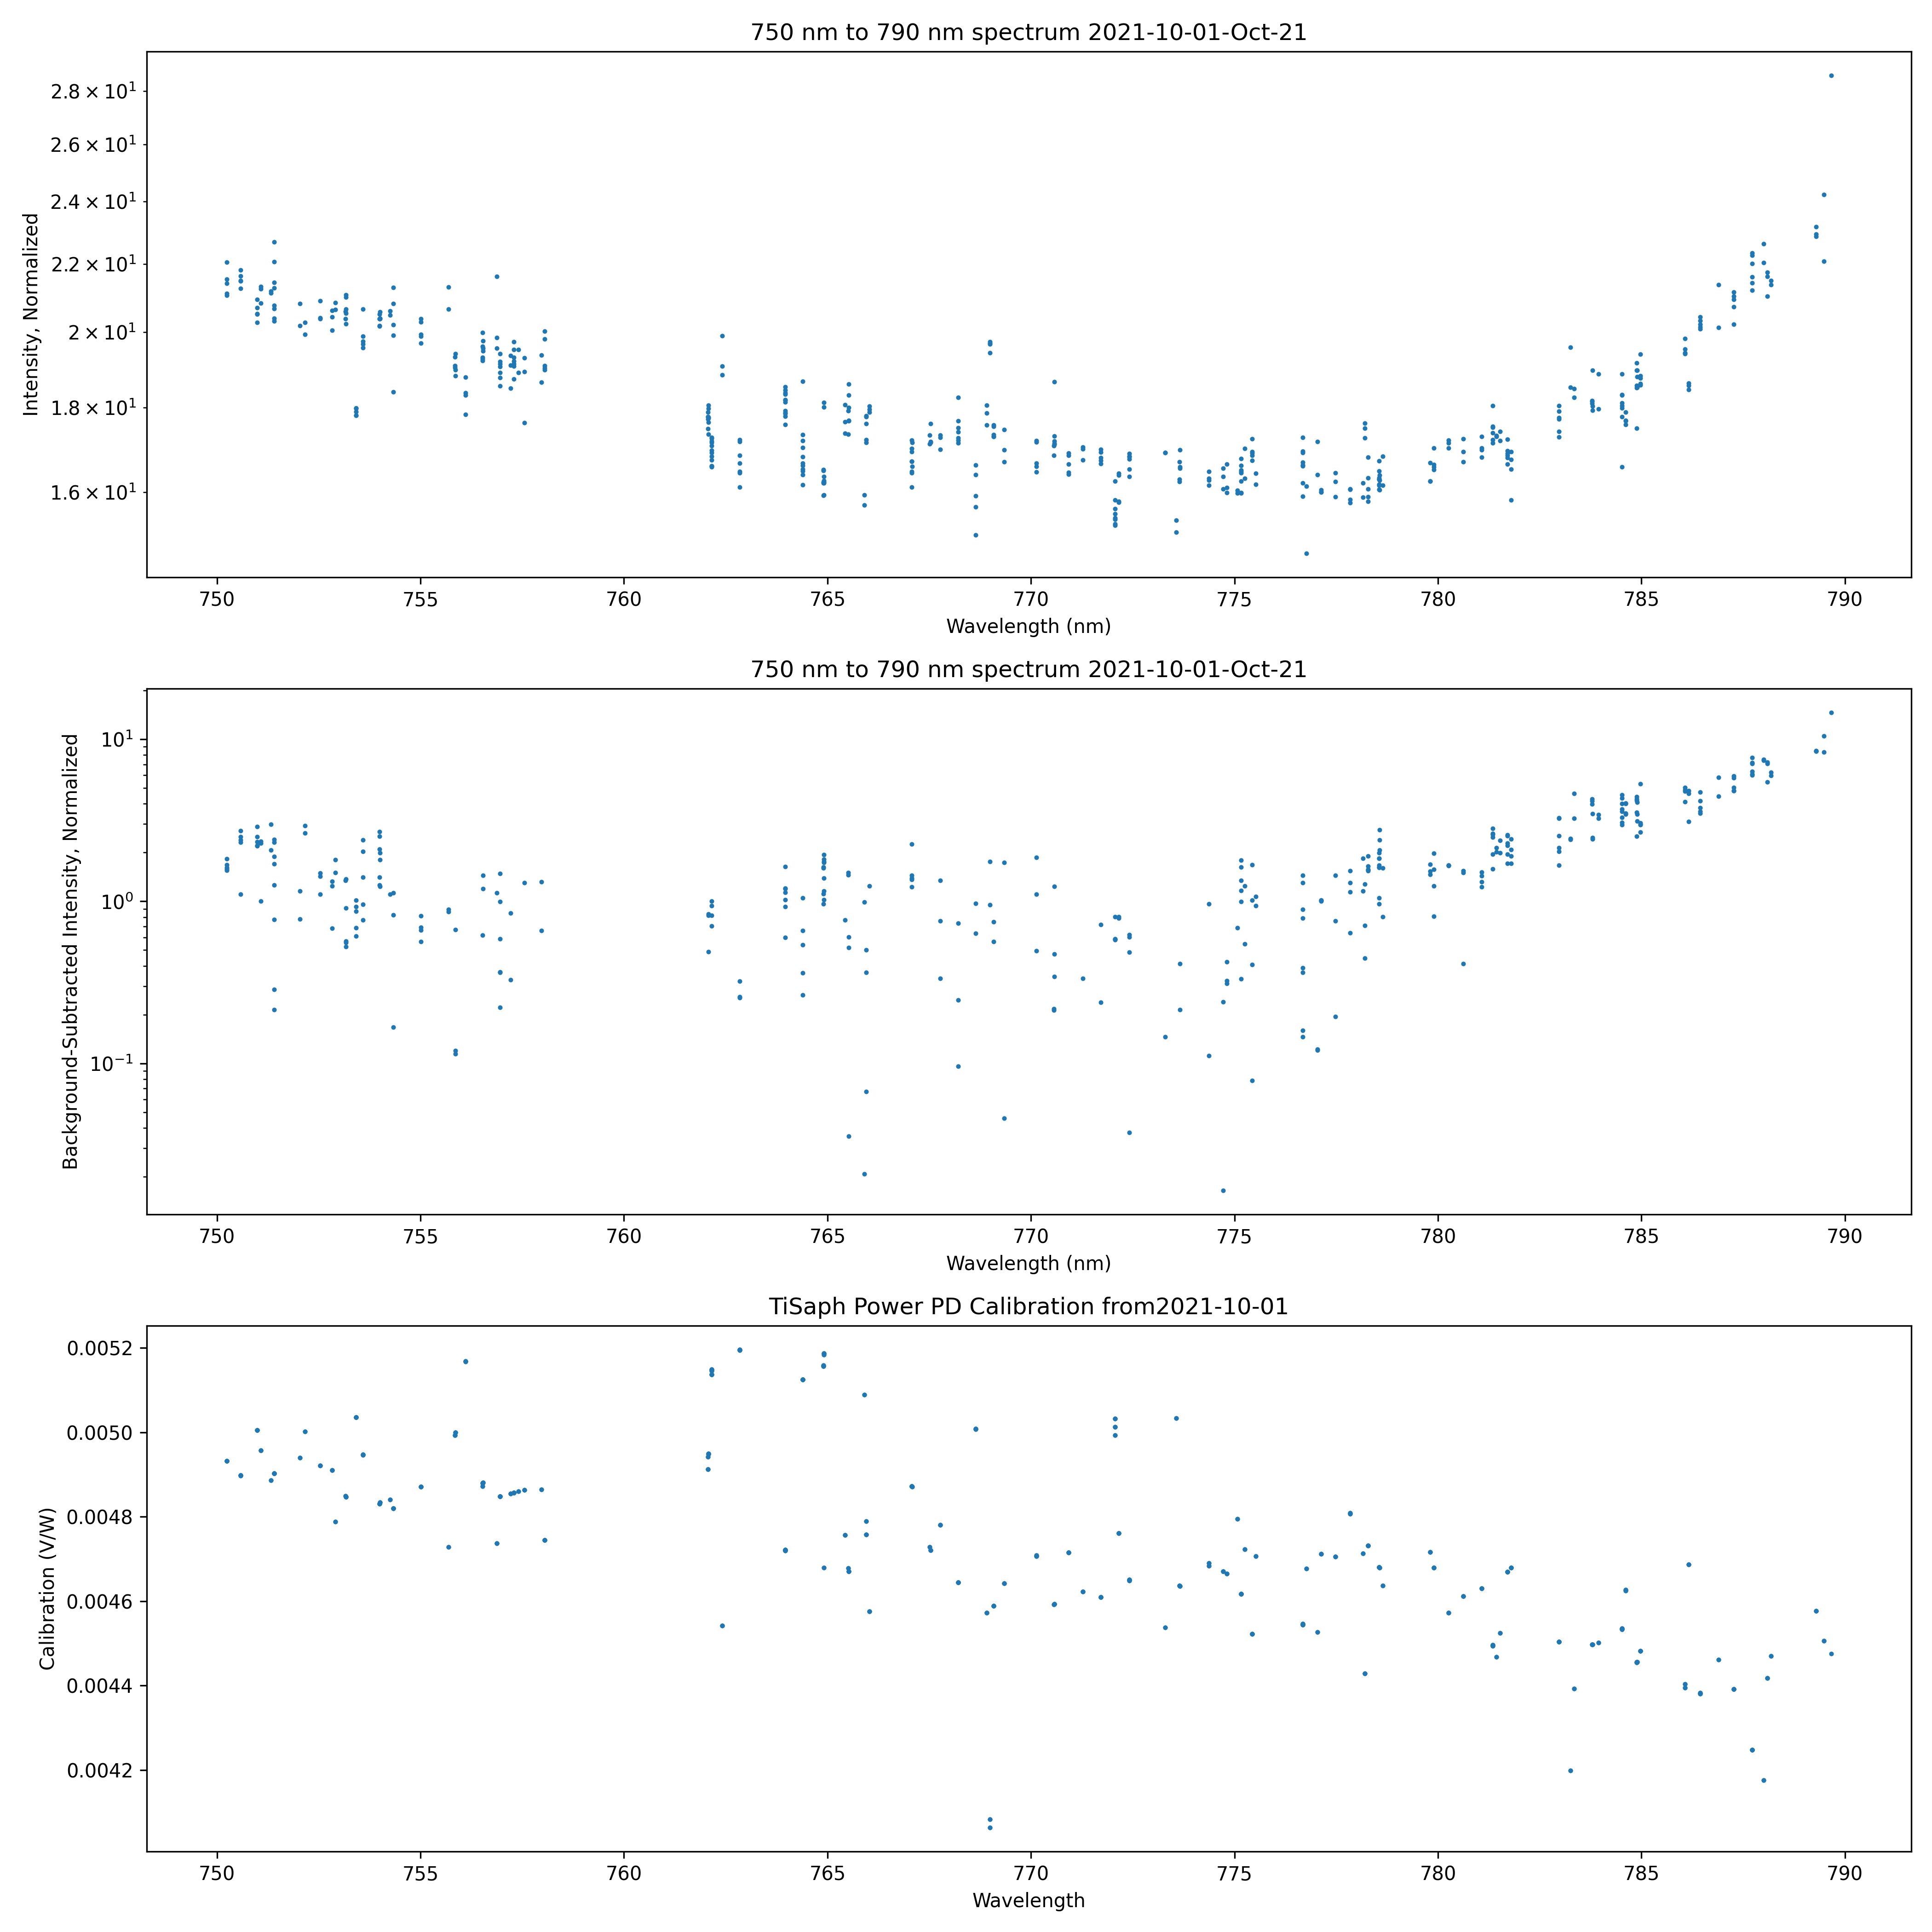 750 nm to 790 nm spectrum 2021-10-01-Oct-21
Intensity, Normalized
2.8 × 10¹
2.6 × 10¹
2.4 × 10¹
2.2 × 10¹
2 × 10¹
1.8 × 10¹
1.6 × 10¹
750 755 760 765 770 775 780 785 790
Wavelength (nm)
750 nm to 790 nm spectrum 2021-10-01-Oct-21
Background-Subtracted Intensity, Normalized
10¹
10⁰
10⁻¹
750 755 760 765 770 775 780 785 790
Wavelength (nm)
TiSaph Power PD Calibration from2021-10-01
Calibration (V/W)
0.0052
0.0050
0.0048
0.0046
0.0044
0.0042
750 755 760 765 770 775 780 785 790
Wavelength